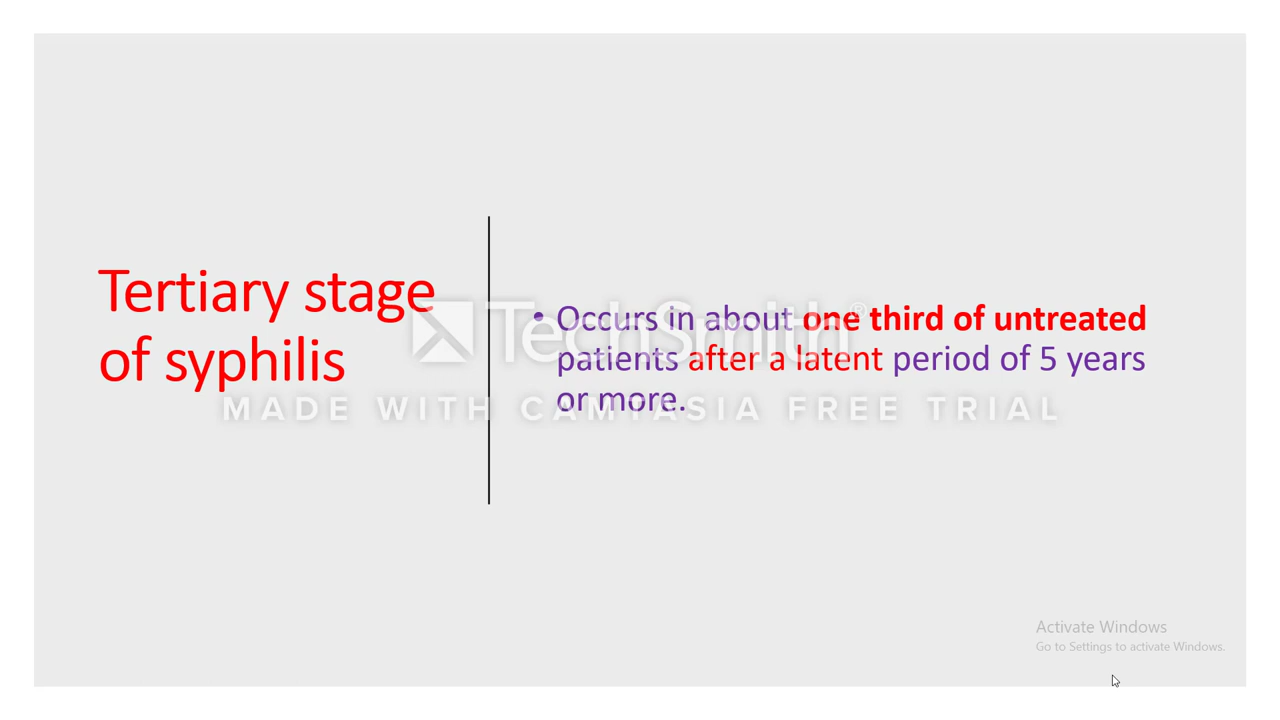 Tertiary stage
of syphilis
• Occurs in about one third of untreated
patients after a latent period of 5 years
or more.
TechSmith®
MADE WITH CAMTASIA FREE TRIAL
Activate Windows
Go to Settings to activate Windows.